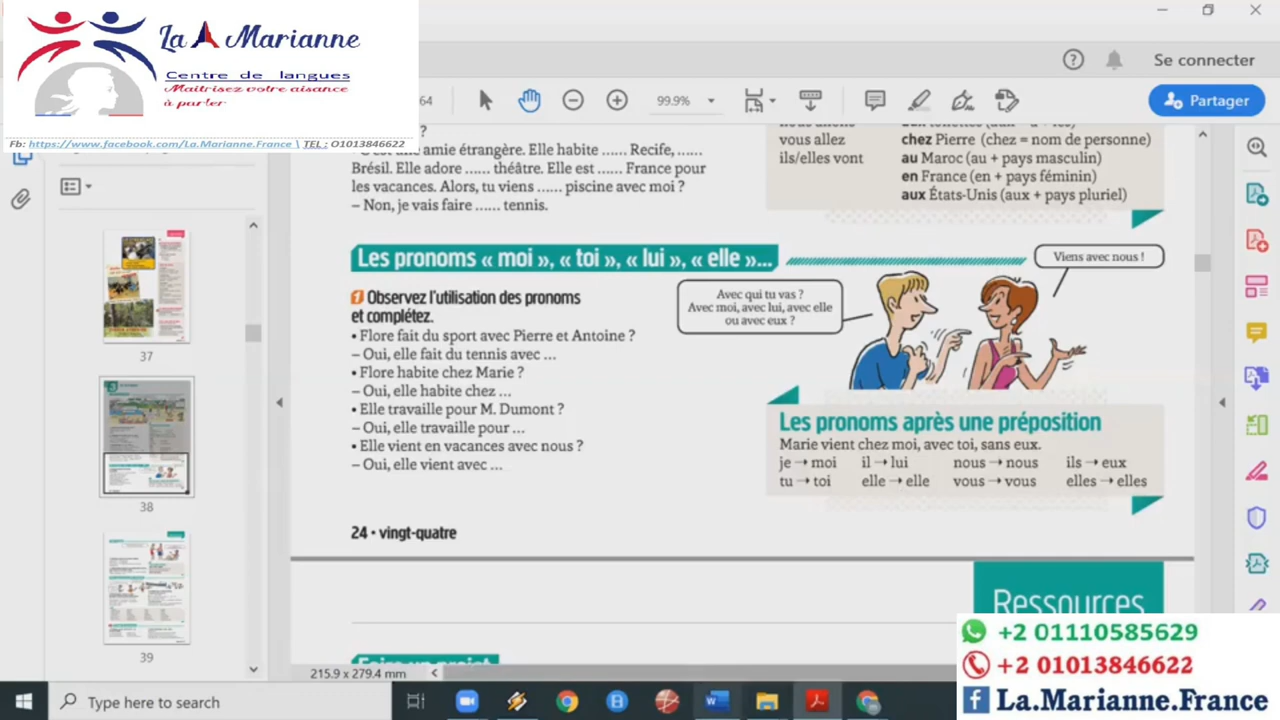 La Marianne
Centre de langues
Maîtrisez votre aisance
à parler
Fb: https://www.facebook.com/La.Marianne.France \ TEL : 01013846622
Se connecter
64
99.9%
Partager
?
C'est une amie étrangère. Elle habite ...... Recife, ......
Brésil. Elle adore ...... théâtre. Elle est ...... France pour
les vacances. Alors, tu viens ...... piscine avec moi ?
– Non, je vais faire ...... tennis.
nous allons
vous allez
ils/elles vont
chez Pierre (chez = nom de personne)
au Maroc (au + pays masculin)
en France (en + pays féminin)
aux États-Unis (aux + pays pluriel)
Les pronoms « moi », « toi », « lui », « elle »...
Viens avec nous !
Avec qui tu vas ?
Avec moi, avec lui, avec elle
ou avec eux ?
1 Observez l'utilisation des pronoms
et complétez.
• Flore fait du sport avec Pierre et Antoine ?
– Oui, elle fait du tennis avec ...
• Flore habite chez Marie ?
– Oui, elle habite chez ...
• Elle travaille pour M. Dumont ?
– Oui, elle travaille pour ...
• Elle vient en vacances avec nous ?
– Oui, elle vient avec ...
Les pronoms après une préposition
Marie vient chez moi, avec toi, sans eux.
je → moi il → lui nous → nous ils → eux
tu → toi elle → elle vous → vous elles → elles
24 • vingt-quatre
Ressources
Faire un projet
37
38
39
3
215.9 x 279.4 mm
+2 01110585629
+2 01013846622
La.Marianne.France
Type here to search